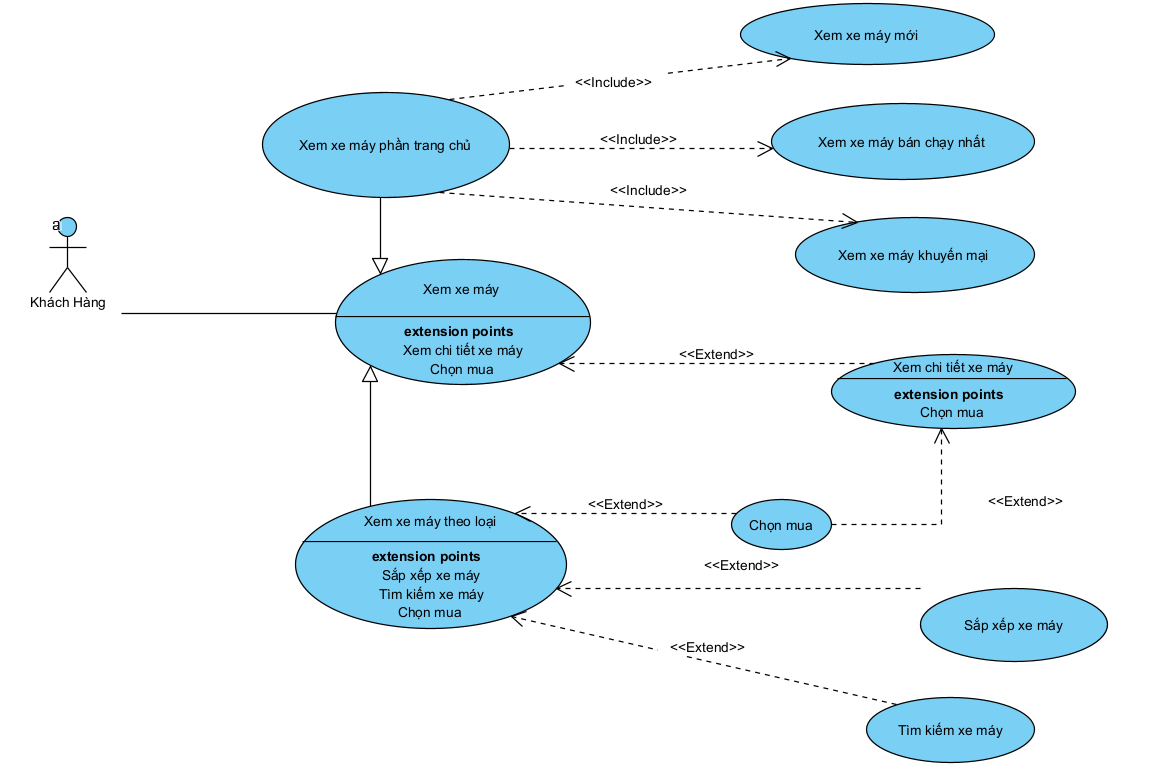 Xem xe máy mới
<<Include>>
Xem xe máy phần trang chủ
<<Include>>
Xem xe máy bán chạy nhất
<<Include>>
a
Xem xe máy khuyến mại
Khách Hàng
Xem xe máy
extension points
Xem chi tiết xe máy
Chọn mua
<<Extend>>
Xem chi tiết xe máy
extension points
Chọn mua
<<Extend>>
<<Extend>>
Xem xe máy theo loại
extension points
Sắp xếp xe máy
Tìm kiếm xe máy
Chọn mua
Chọn mua
<<Extend>>
Sắp xếp xe máy
<<Extend>>
Tìm kiếm xe máy